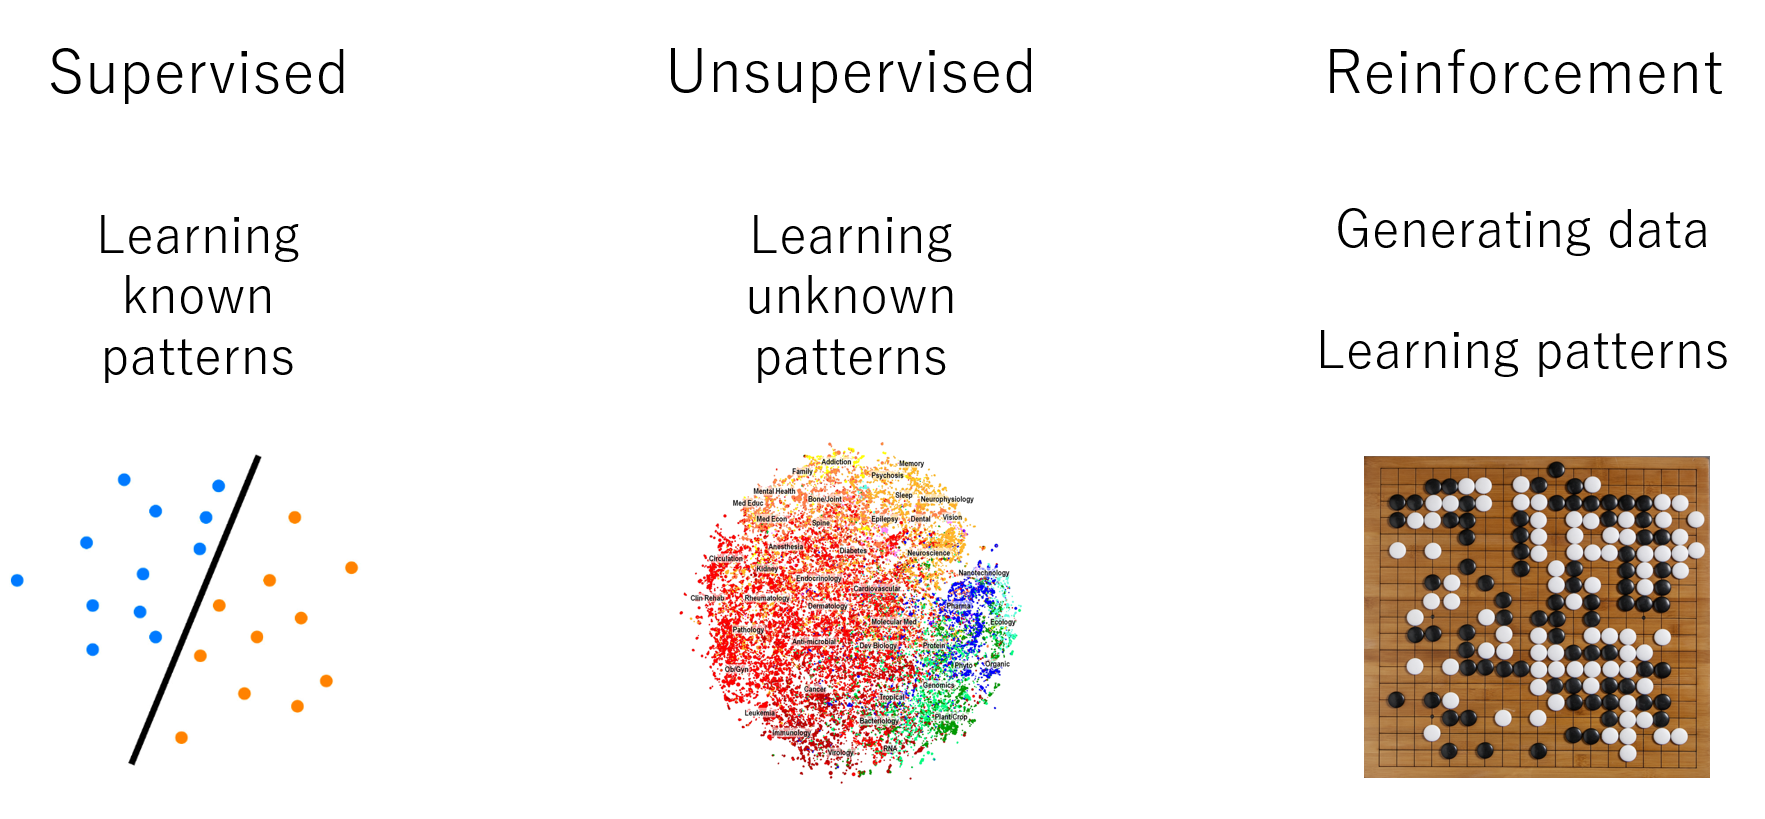 Supervised
Unsupervised
Reinforcement
Learning
known
patterns
Learning
unknown
patterns
Generating data
Learning patterns
Addiction
Family
Memory
Psychosis
Mental Health
Bone/Joint
Sleep
Neurophysiology
Med Educ
Med Econ
Spine
Epilepsy
Dental
Vision
Anesthesia
Diabetes
Neuroscience
Circulation
Kidney
Endocrinology
Nanotechnology
Cardiovascular
Clin Rehab
Rheumatology
Dermatology
Pharma
Molecular Med
Ecology
Pathology
Anti-microbial
Dev Biology
Protein
Ob/Gyn
Phyto
Organic
Cancer
Genomics
Tropical
Leukemia
Bacteriology
Plant/Crop
Immunology
Virology
RNA